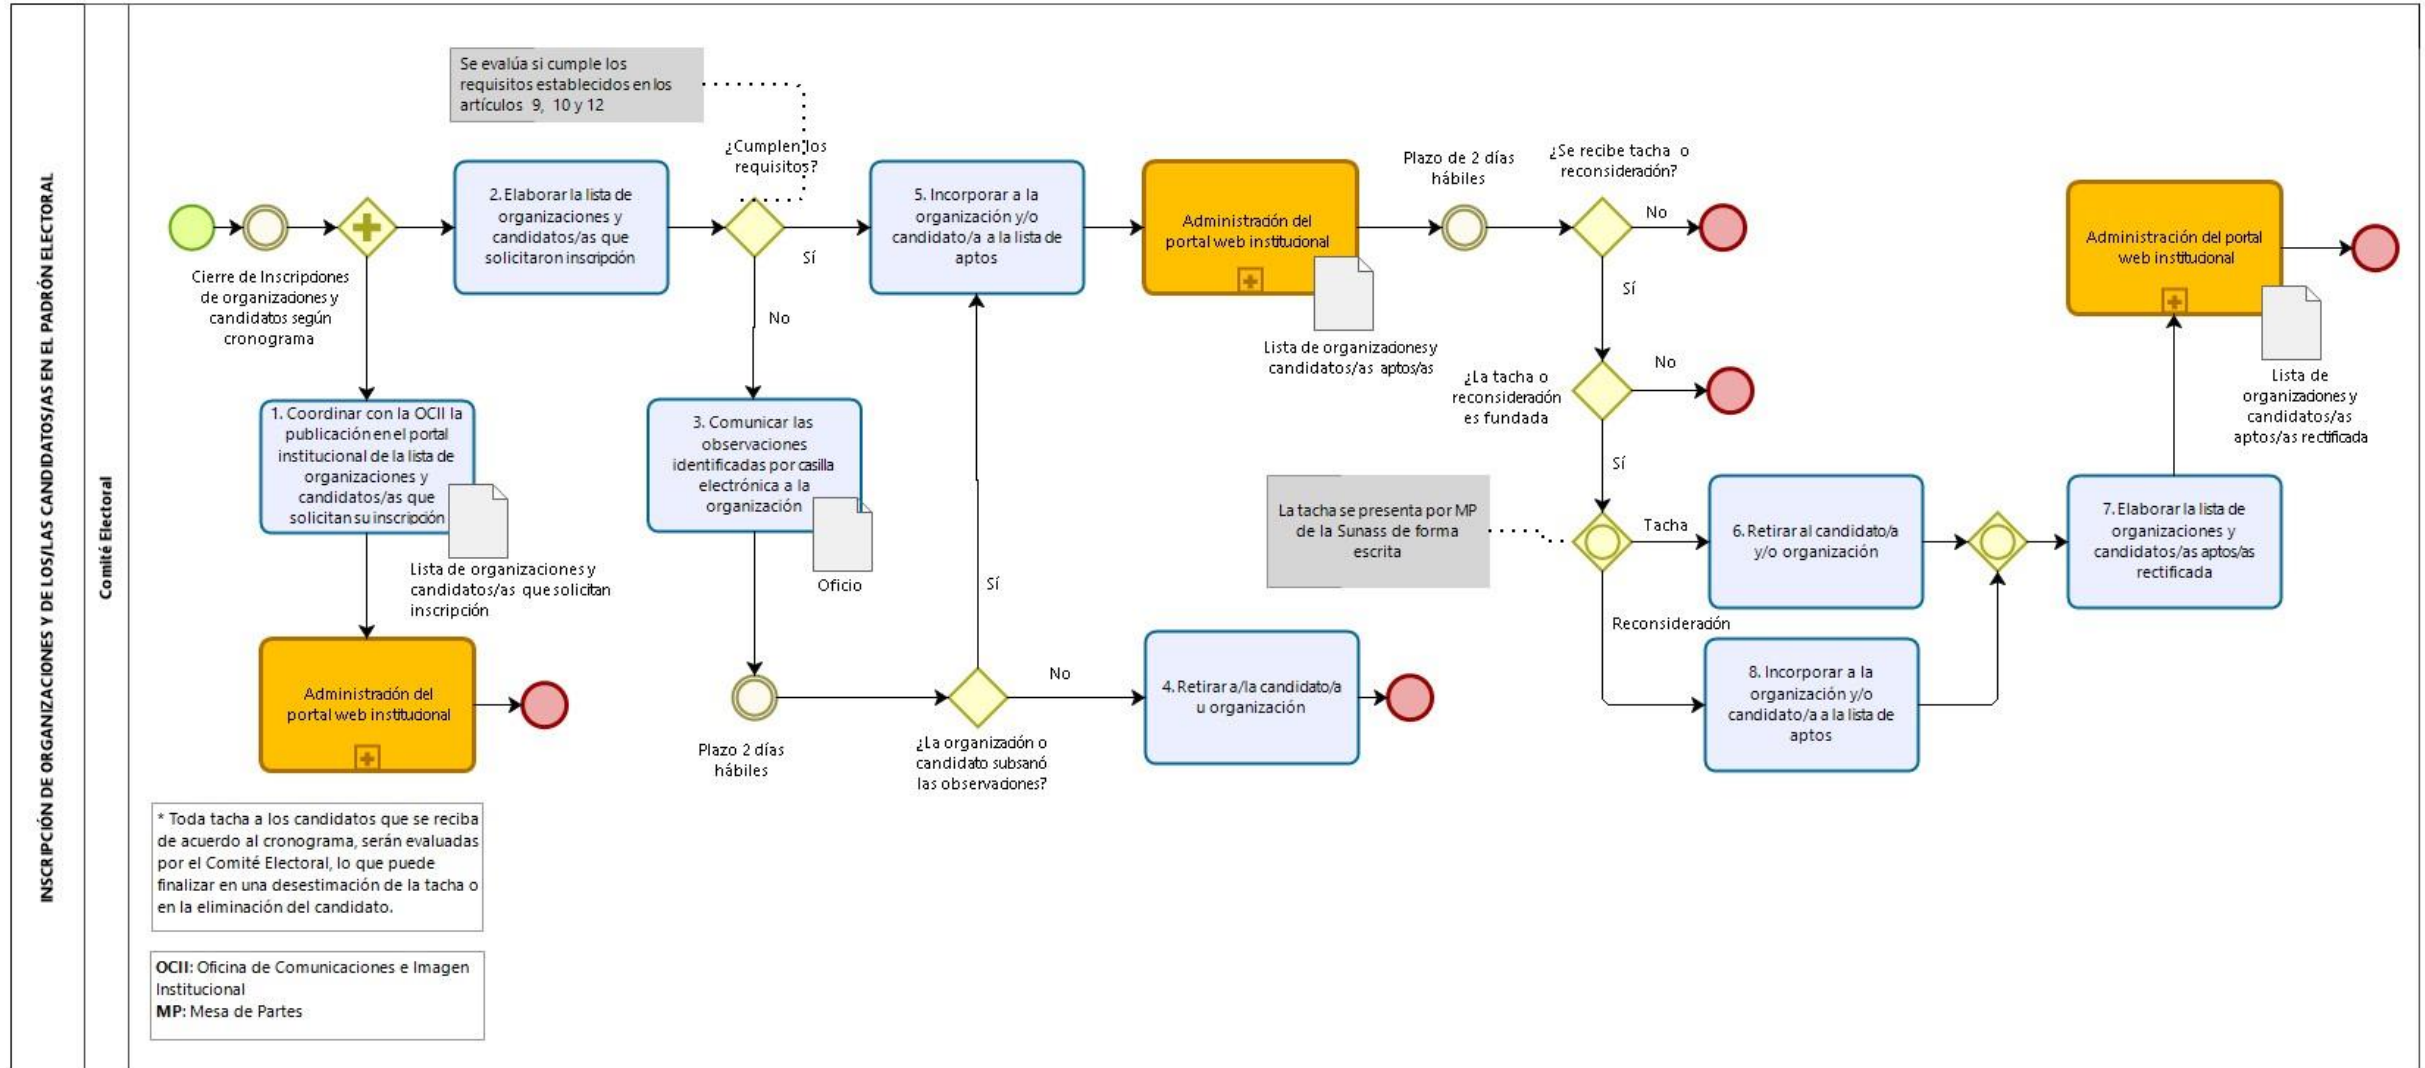 INSCRIPCIÓN DE ORGANIZACIONES Y DE LOS/LAS CANDIDATOS/AS EN EL PADRÓN ELECTORAL
Comité Electoral
Cierre de Inscripciones
de organizaciones y
candidatos según
cronograma
1. Coordinar con la OCII la
publicación en el portal
institucional de la lista de
organizaciones y
candidatos/as que
solicitan su inscripción
Lista de organizaciones y
candidatos/as que solicitan
inscripción
Administración del
portal web institucional
Se evalúa si cumple los
requisitos establecidos en los
artículos 9, 10 y 12
2. Elaborar la lista de
organizaciones y
candidatos/as que
solicitaron inscripción
¿Cumplen los
requisitos?
Sí
No
3. Comunicar las
observaciones
identificadas por casilla
electrónica a la
organización
Oficio
Plazo 2 días
hábiles
¿La organización o
candidato subsanó
las observaciones?
Sí
No
4. Retirar a/la candidato/a
u organización
5. Incorporar a la
organización y/o
candidato/a a la lista de
aptos
Administración del
portal web institucional
Lista de organizaciones y
candidatos/as aptos/as
Plazo de 2 días
hábiles
¿Se recibe tacha o
reconsideración?
No
Sí
¿La tacha o
reconsideración
es fundada
No
Sí
La tacha se presenta por MP
de la Sunass de forma
escrita
Tacha
6. Retirar al candidato/a
y/o organización
Reconsideración
8. Incorporar a la
organización y/o
candidato/a a la lista de
aptos
7. Elaborar la lista de
organizaciones y
candidatos/as aptos/as
rectificada
Administración del portal
web institucional
Lista de
organizaciones y
candidatos/as
aptos/as rectificada
* Toda tacha a los candidatos que se reciba
de acuerdo al cronograma, serán evaluadas
por el Comité Electoral, lo que puede
finalizar en una desestimación de la tacha o
en la eliminación del candidato.
OCII: Oficina de Comunicaciones e Imagen
Institucional
MP: Mesa de Partes